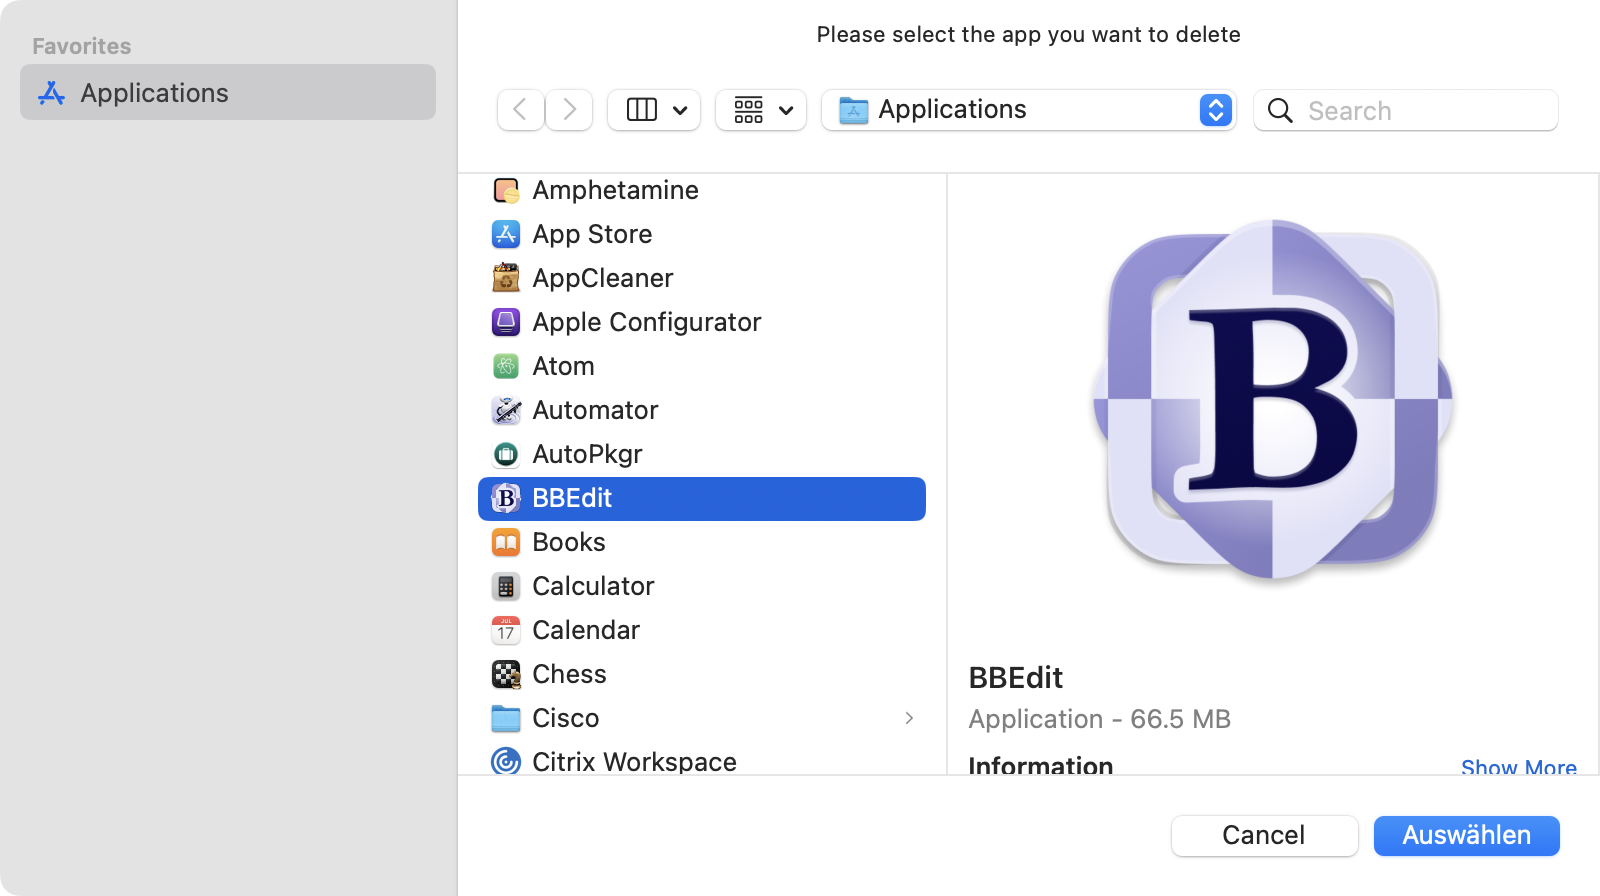 Favorites
Applications
Please select the app you want to delete
Applications
Search
Amphetamine
App Store
AppCleaner
Apple Configurator
Atom
Automator
AutoPkgr
BBEdit
Books
Calculator
JUL
17
Calendar
Chess
Cisco
Citrix Workspace
B
BBEdit
Application - 66.5 MB
Information
Show More
Cancel
Auswählen